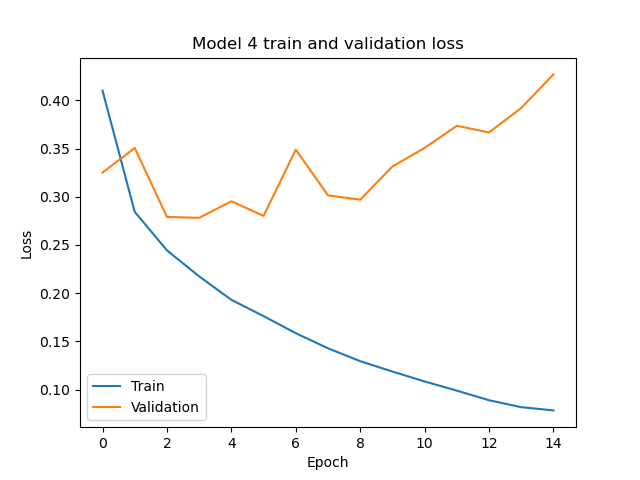 Model 4 train and validation loss
0.40
0.35
0.30
0.25
0.20
0.15
0.10
Loss
Train
Validation
0 2 4 6 8 10 12 14
Epoch